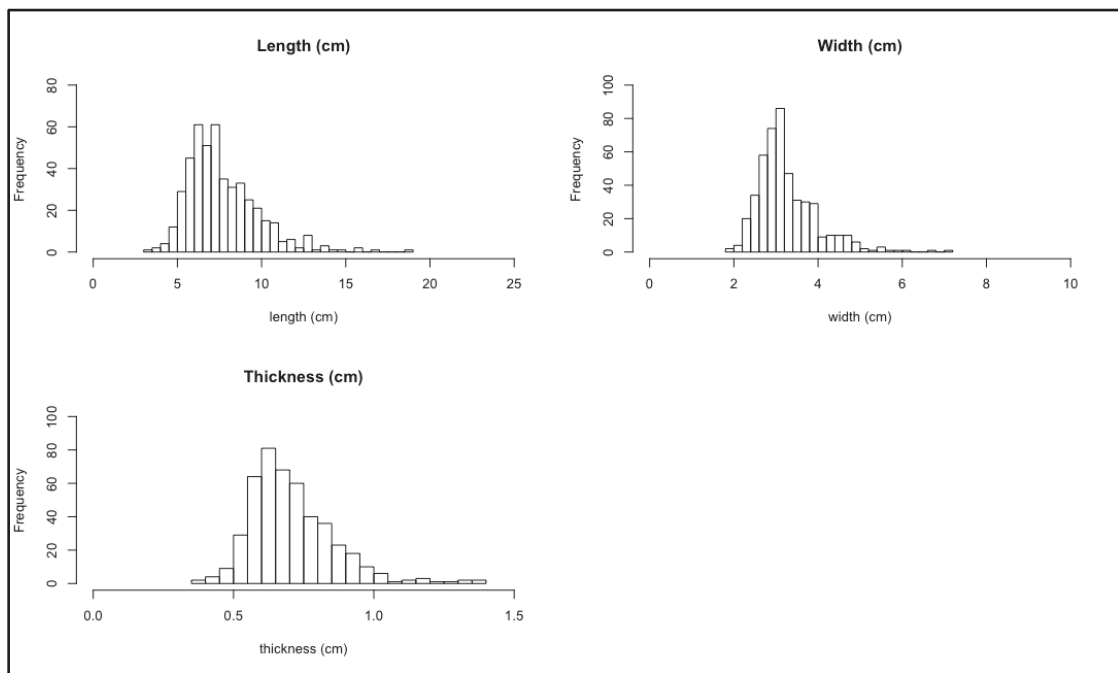 Length (cm)
Frequency
80
60
40
20
0
0 5 10 15 20 25
length (cm)
Width (cm)
Frequency
100
80
60
40
20
0
0 2 4 6 8 10
width (cm)
Thickness (cm)
Frequency
100
80
60
40
20
0
0.0 0.5 1.0 1.5
thickness (cm)